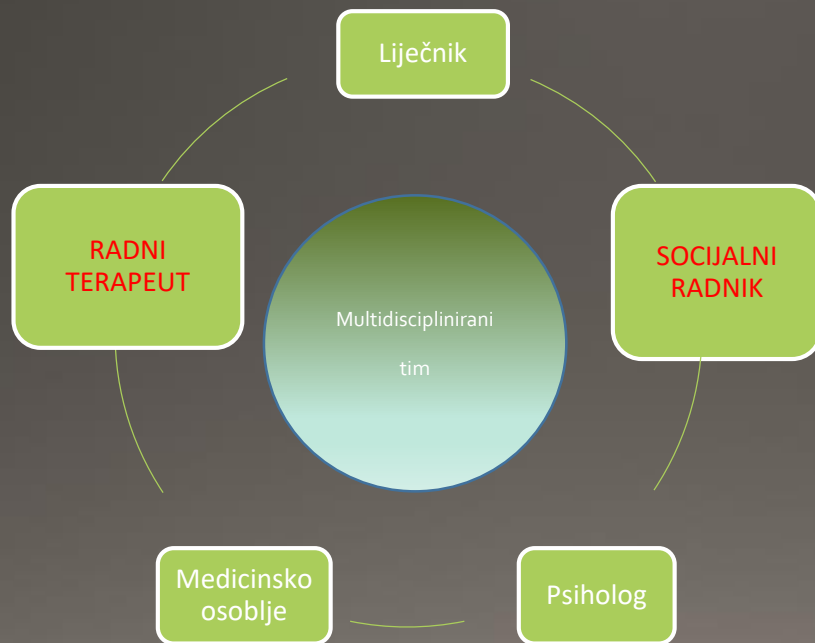 Liječnik
RADNI
TERAPEUT
SOCIJALNI
RADNIK
Multidisciplinirani
tim
Medicinsko
osoblje
Psiholog